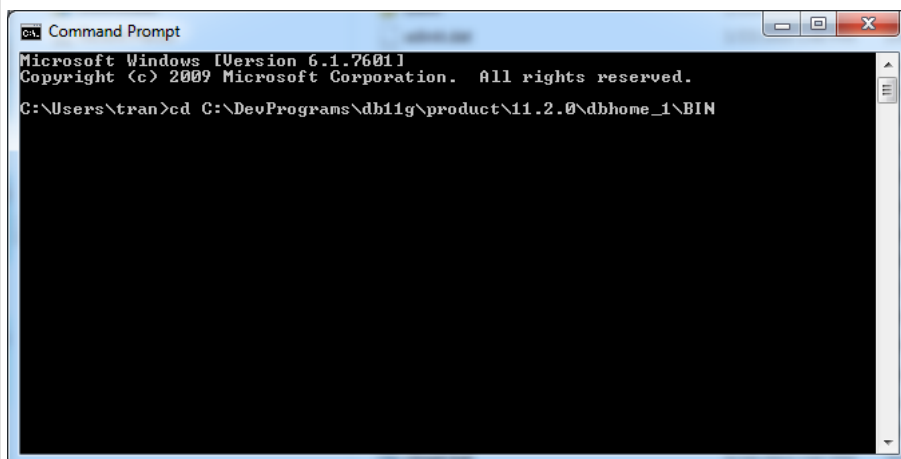 Command Prompt
Microsoft Windows [Version 6.1.7601]
Copyright (c) 2009 Microsoft Corporation.  All rights reserved.
C:\Users\tran>cd C:\DevPrograms\db11g\product\11.2.0\dbhome_1\BIN